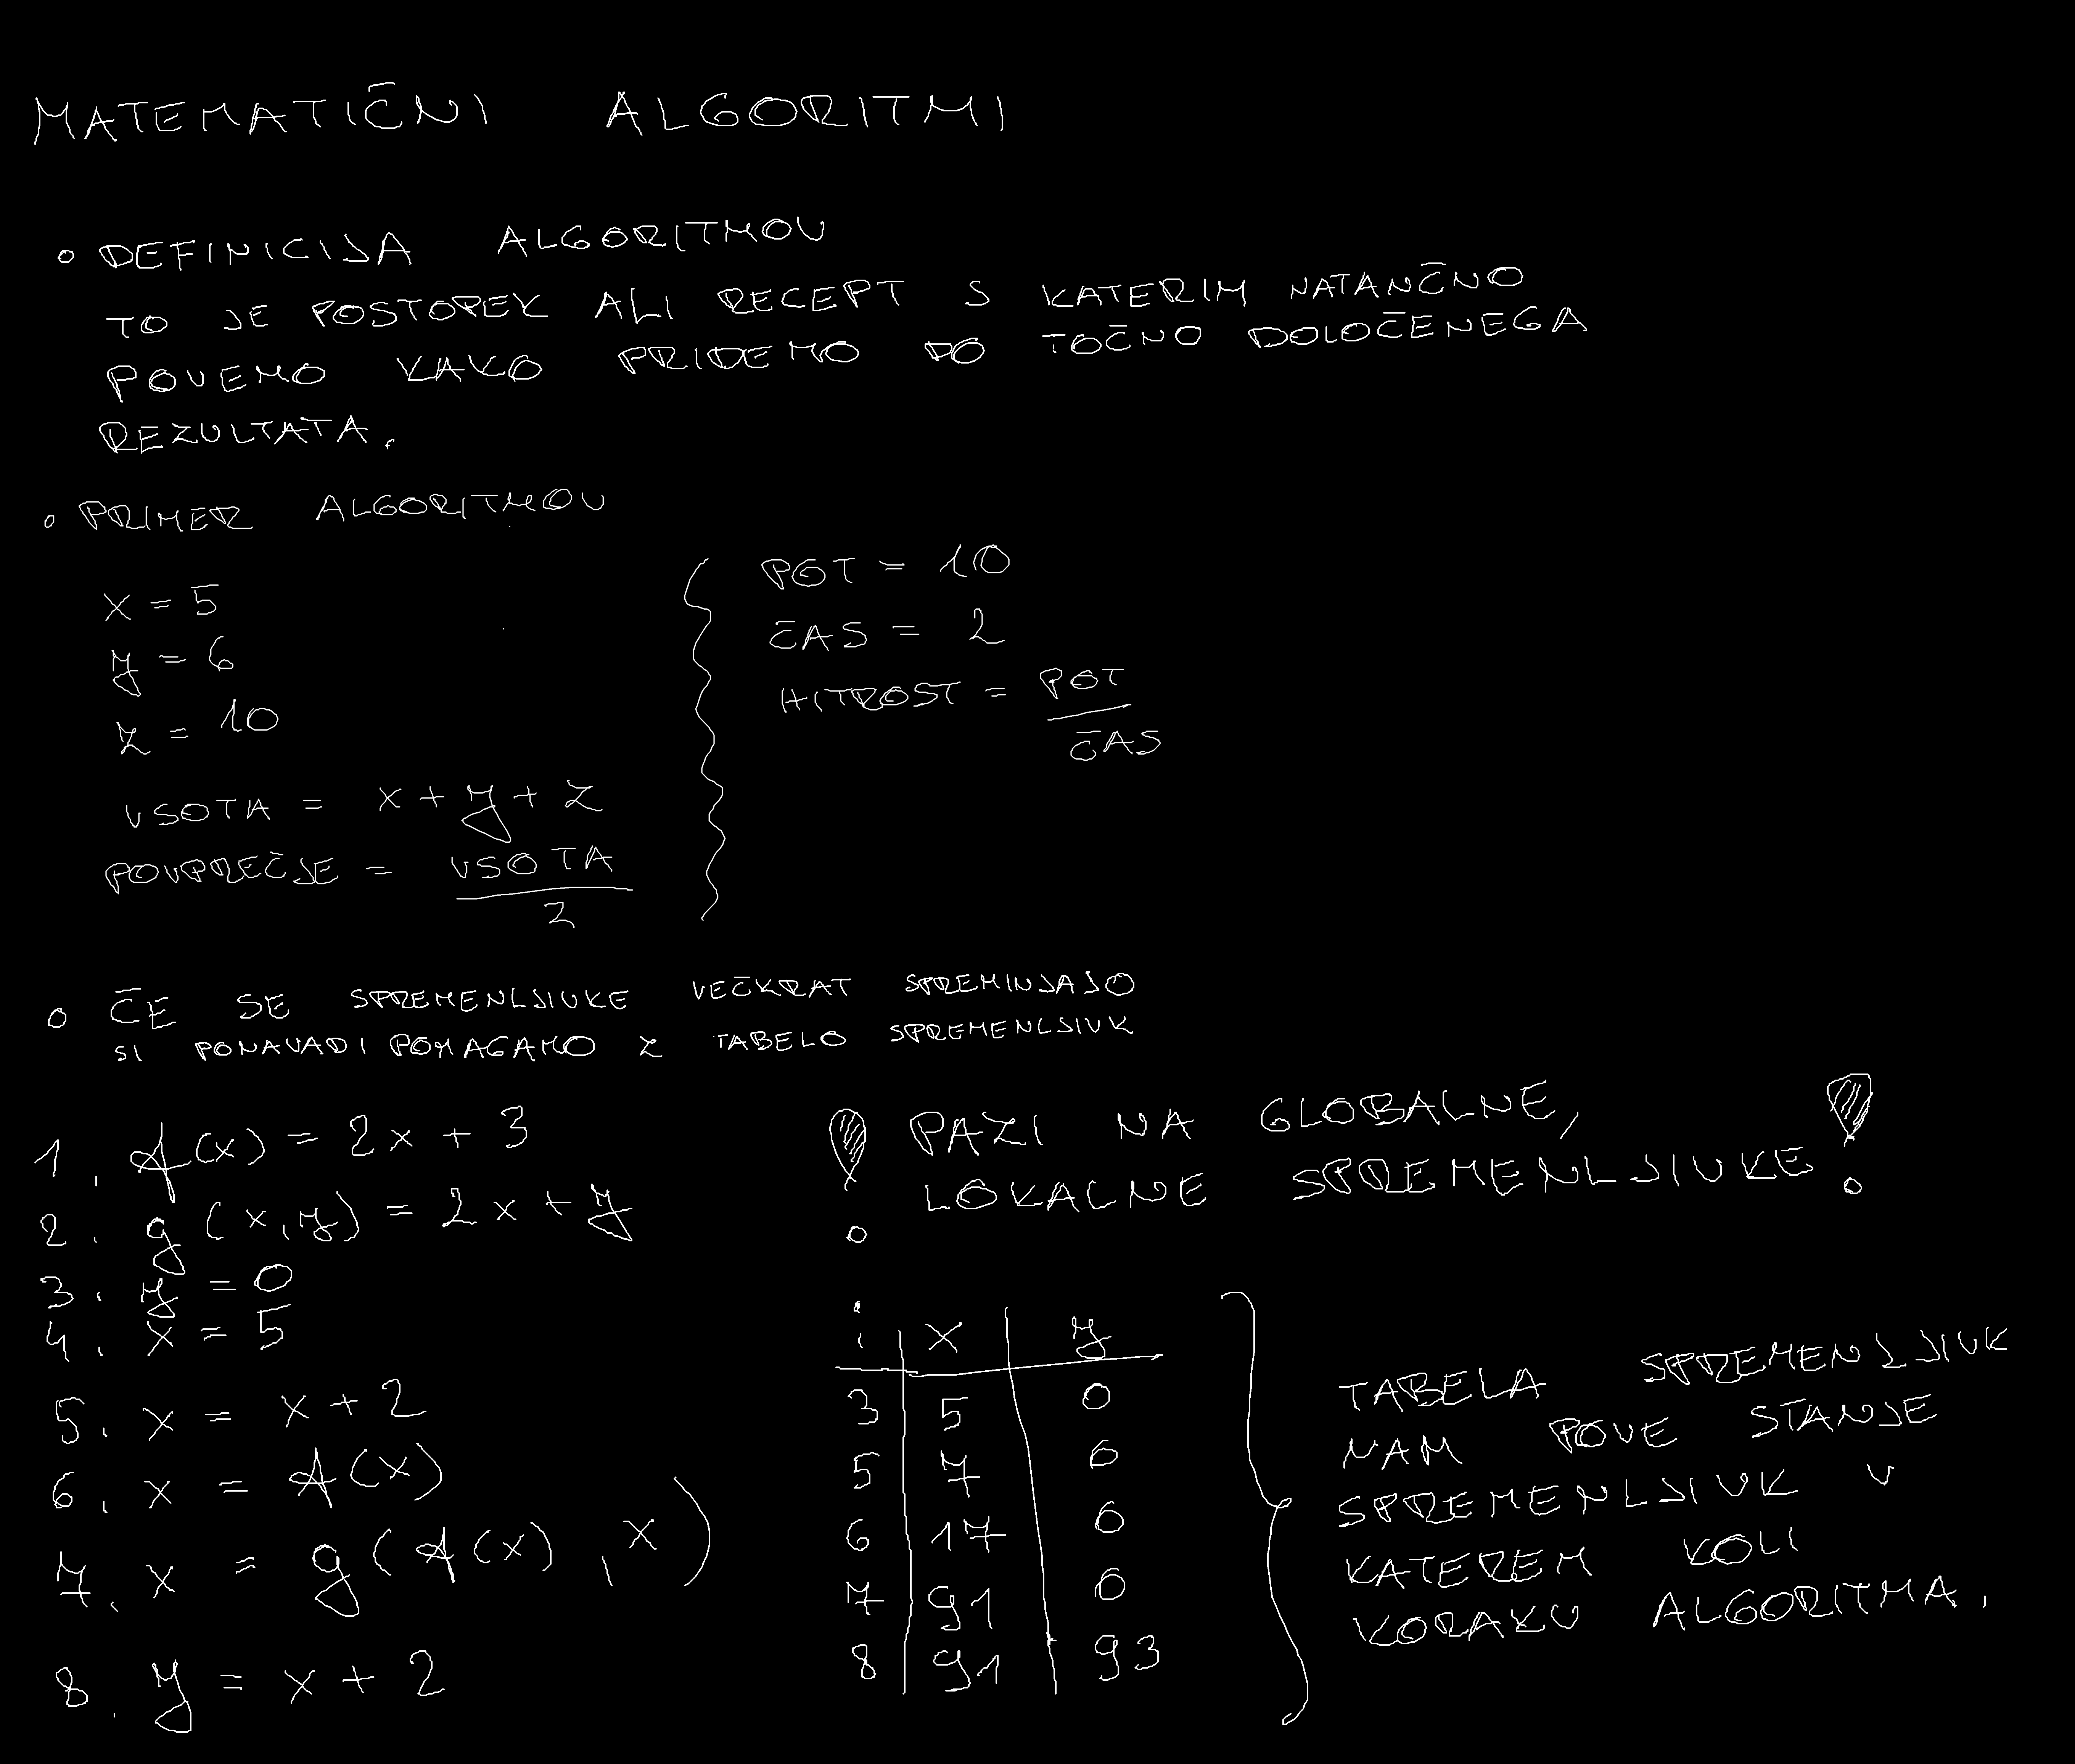 MATEMATIČNI ALGORITMI
• DEFINICIJA ALGORITMOV
TO JE POSTOPEK ALI RECEPT S KATERIM NATANČNO
POVEMO KAKO PRIDEMO DO TOČNO DOLOČENEGA
REZULTATA.
• PRIMER ALGORITMOV
x = 5
y = 6
z = 10
VSOTA = x + y + z
POVPREČJE = VSOTA / 2
POT = 10
ČAS = 2
HITROST = POT / ČAS
• ČE SE SPREMENLJIVKE VEČKRAT SPREMINJAJO
SI PONAVADI POMAGAMO Z TABELO SPREMENLJIVK
1. f(x) = 2x + 3
2. g(x,y) = 2x + y
3. y = 0
4. x = 5
5. x = x + 2
6. x = f(x)
7. x = g(f(x), x)
8. y = x + 2
! PAZI NA GLOBALNE,
LOKALNE SPREMENLJIVKE !
i | x | y
3 | 5 | 0
5 | 7 | 0
6 | 17 | 0
7 | 91 | 0
8 | 91 | 93
TABELA SPREMENLJIVK
NAM POVE STANJE
SPREMENLJIVK V
KATEREM KOLI
KORAKU ALGORITMA.